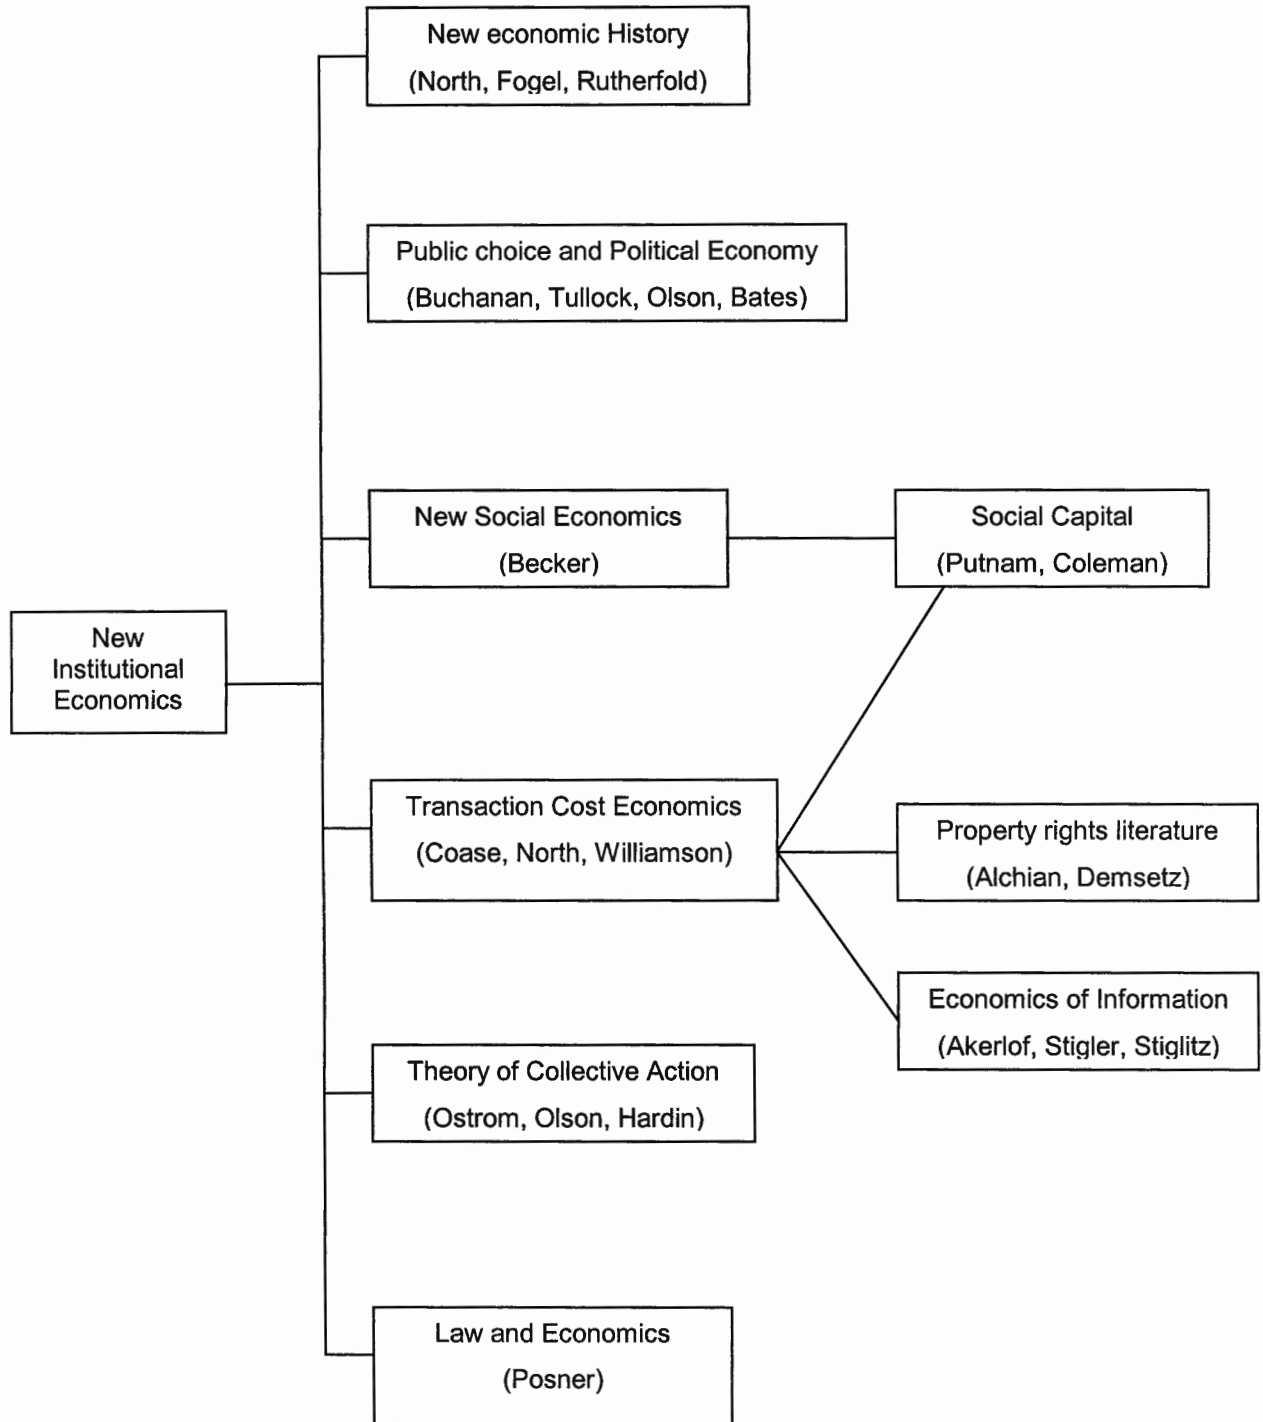 New economic History
(North, Fogel, Rutherfold)
Public choice and Political Economy
(Buchanan, Tullock, Olson, Bates)
New Social Economics
(Becker)
Social Capital
(Putnam, Coleman)
New
Institutional
Economics
Transaction Cost Economics
(Coase, North, Williamson)
Property rights literature
(Alchian, Demsetz)
Economics of Information
(Akerlof, Stigler, Stiglitz)
Theory of Collective Action
(Ostrom, Olson, Hardin)
Law and Economics
(Posner)